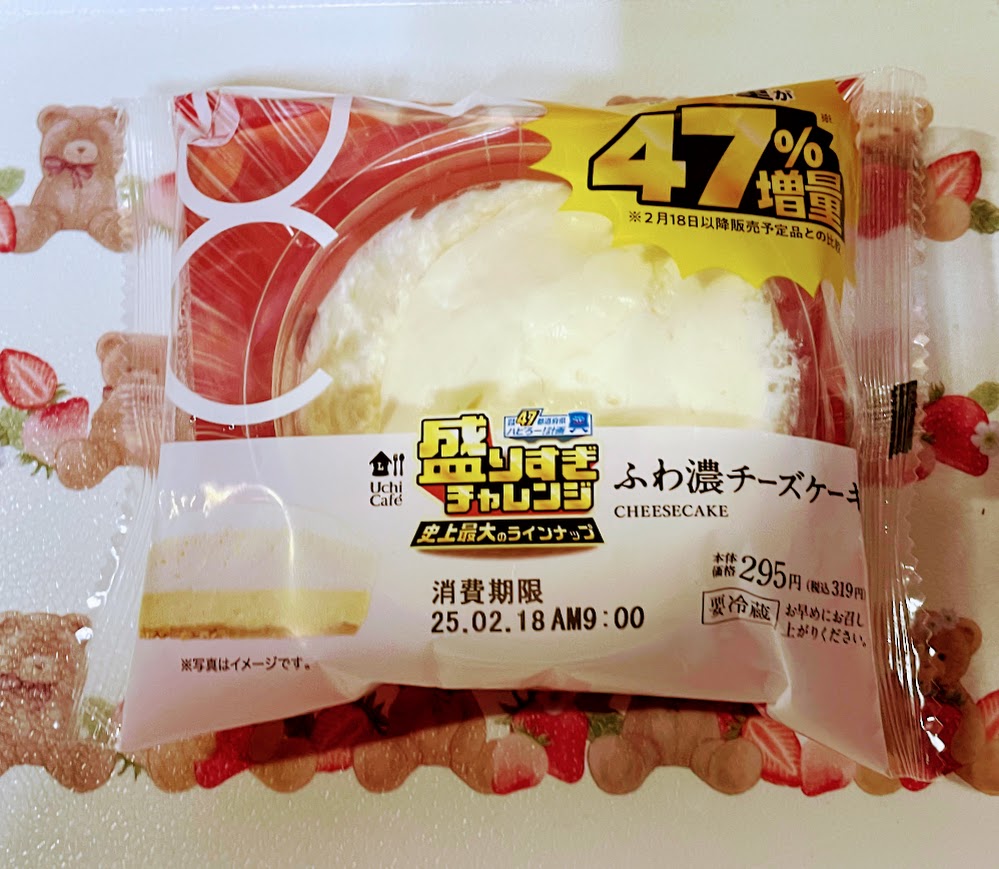 47%※
増量
※2月18日以降販売予定品との比較
UC
Uchi
Café
盛りすぎ
チャレンジ
史上最大のラインナップ
ふわ濃チーズケーキ
CHEESECAKE
本体
価格 295円 (税込319円)
要冷蔵 お早めにお召し
上がりください。
消費期限
25.02.18 AM9:00
※写真はイメージです。